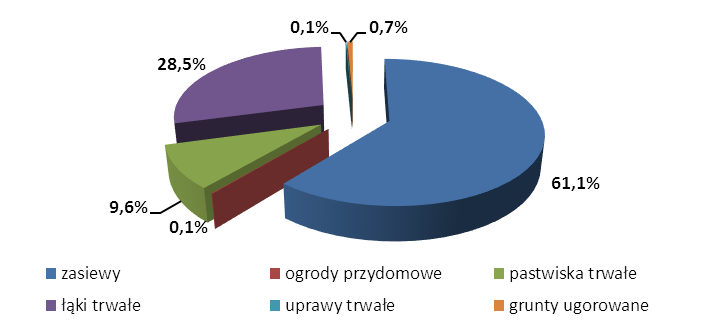 0,1% 0,7%
28,5%
61,1%
9,6%
0,1%
zasiewy ogrody przydomowe pastwiska trwałe
łąki trwałe uprawy trwałe grunty ugorowane